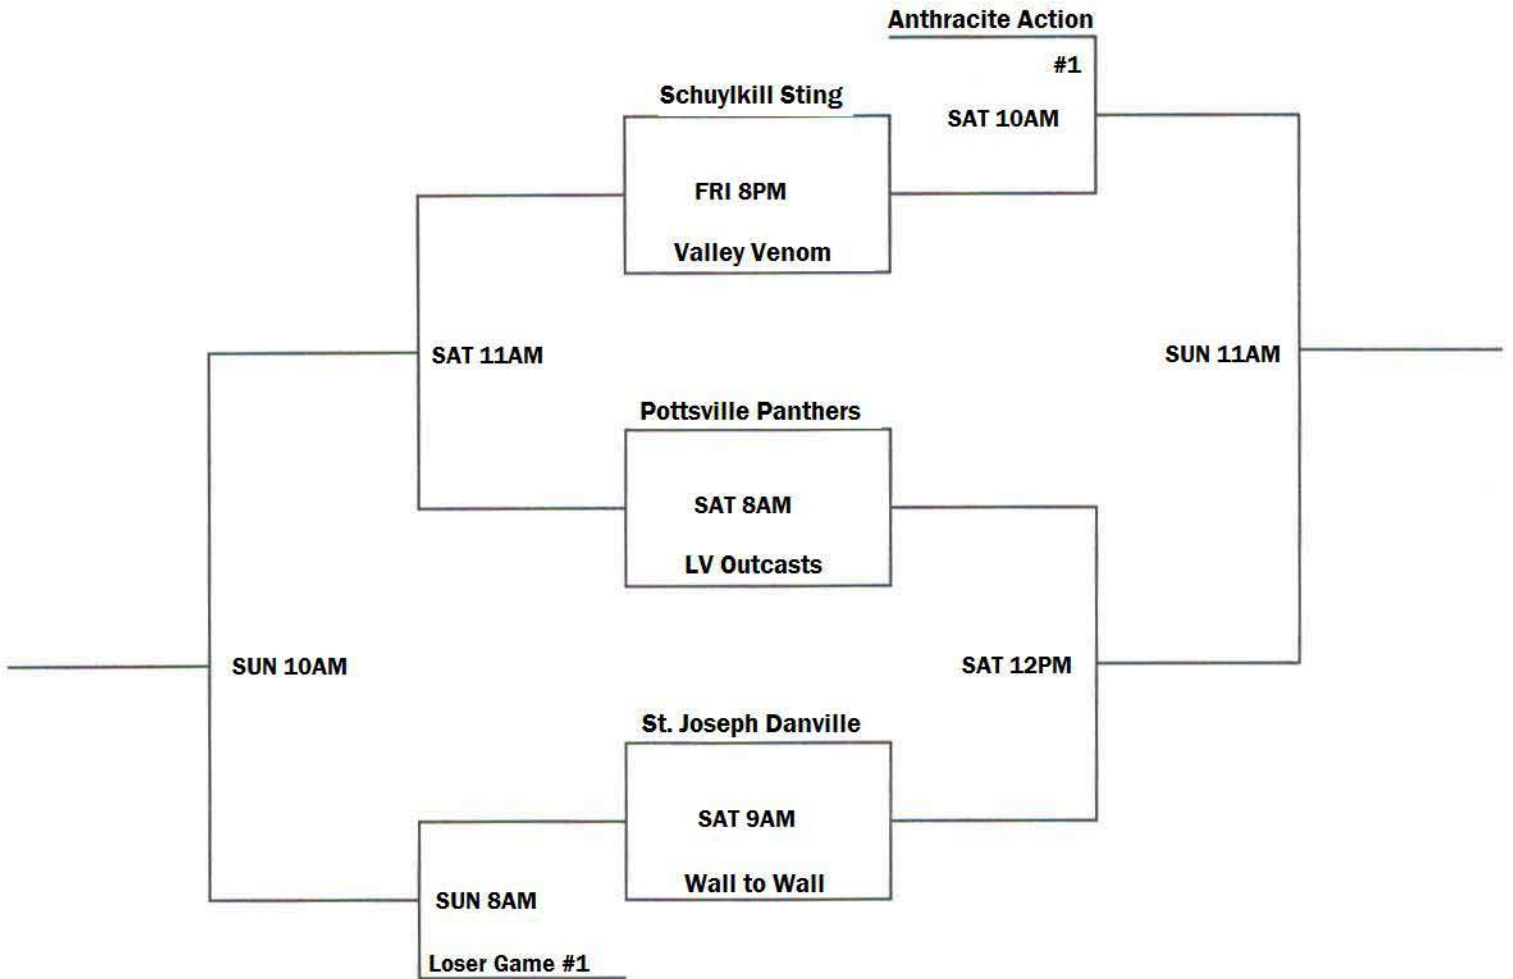 Anthracite Action
#1
Schuylkill Sting
SAT 10AM
FRI 8PM
Valley Venom
SAT 11AM
SUN 11AM
Pottsville Panthers
SAT 8AM
LV Outcasts
SUN 10AM
SAT 12PM
St. Joseph Danville
SAT 9AM
Wall to Wall
SUN 8AM
Loser Game #1